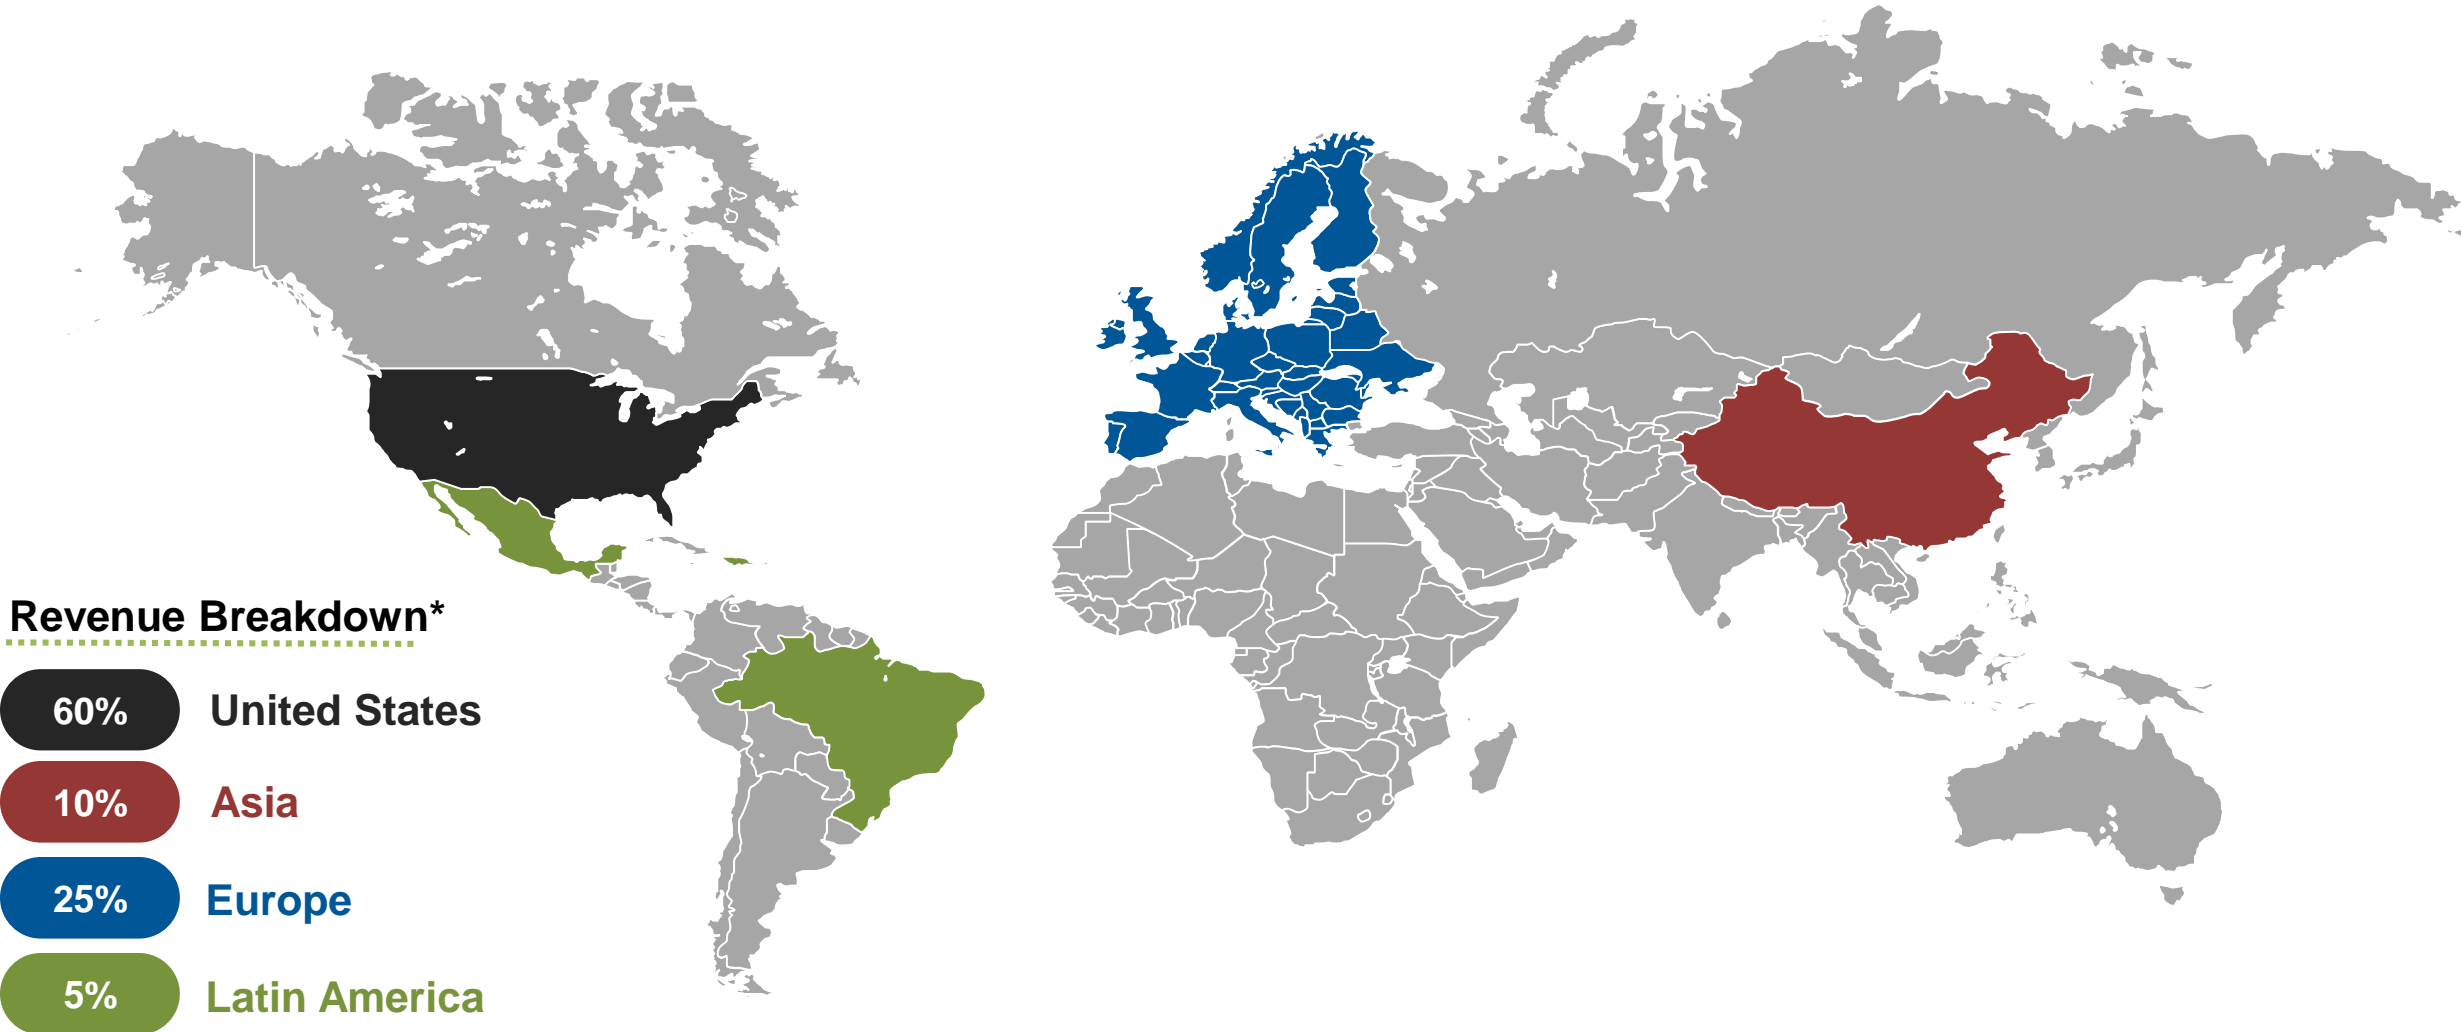 Revenue Breakdown*
60% United States
10% Asia
25% Europe
5% Latin America